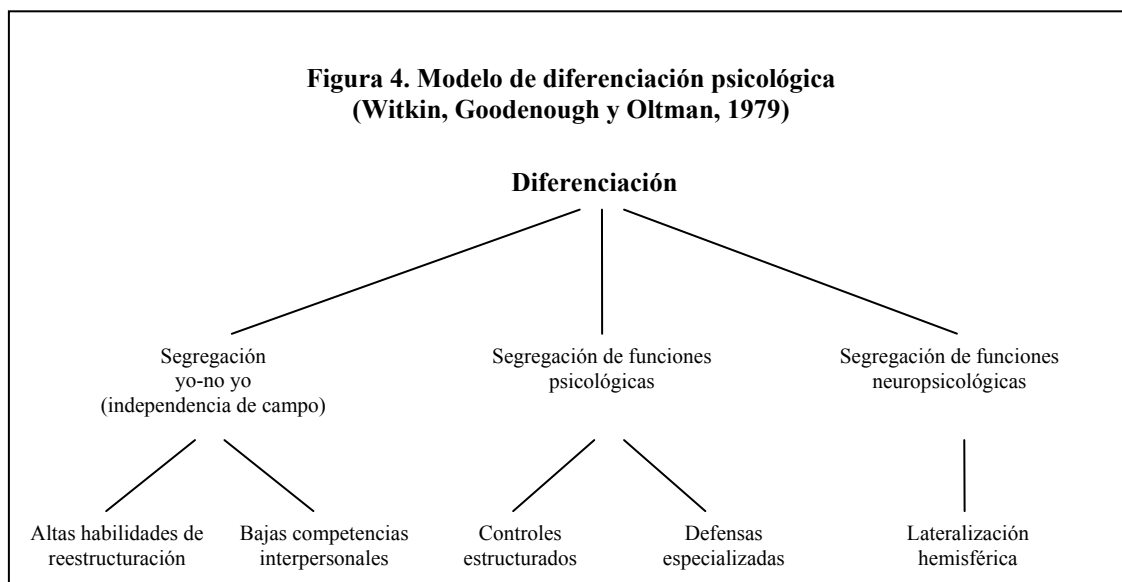 Figura 4. Modelo de diferenciación psicológica
(Witkin, Goodenough y Oltman, 1979)
Diferenciación
Segregación
yo-no yo
(independencia de campo)
Segregación de funciones
psicológicas
Segregación de funciones
neuropsicológicas
Altas habilidades de
reestructuración
Bajas competencias
interpersonales
Controles
estructurados
Defensas
especializadas
Lateralización
hemisférica